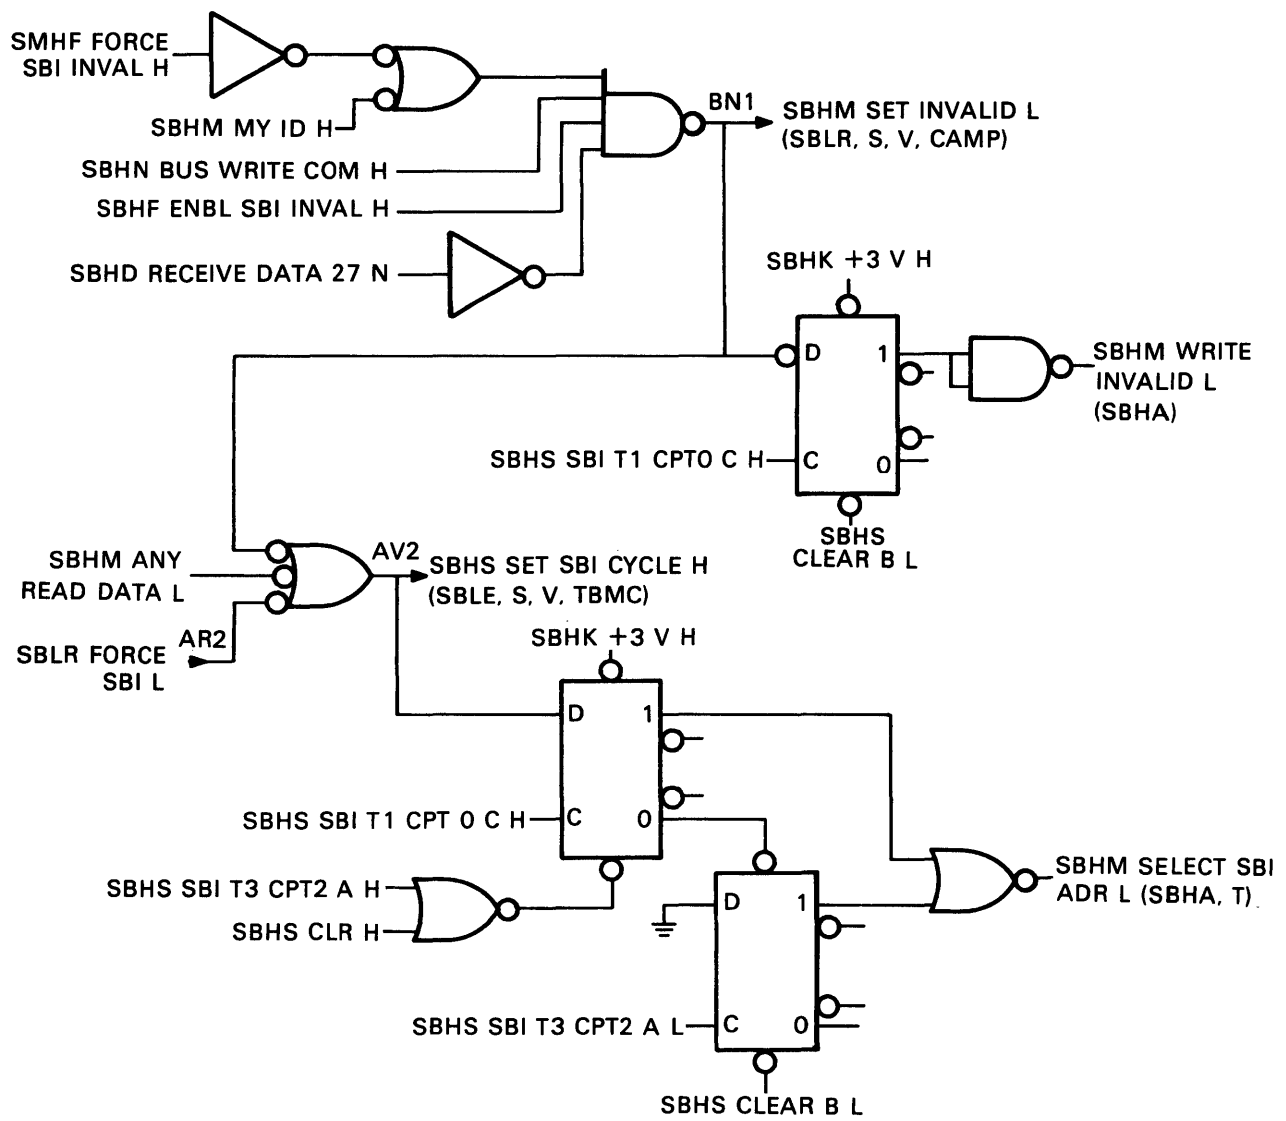 SMHF FORCE
SBI INVAL H
SBHM MY ID H
SBHN BUS WRITE COM H
SBHF ENBL SBI INVAL H
SBHD RECEIVE DATA 27 N
BN1
SBHM SET INVALID L
(SBLR, S, V, CAMP)
SBHK +3 V H
D
1
SBHM WRITE
INVALID L
(SBHA)
SBHS SBI T1 CPT0 C H
C
0
SBHS
CLEAR B L
SBHM ANY
READ DATA L
AR2
SBLR FORCE
SBI L
AV2
SBHS SET SBI CYCLE H
(SBLE, S, V, TBMC)
SBHK +3 V H
D
1
SBHS SBI T1 CPT 0 C H
C
0
SBHS SBI T3 CPT2 A H
SBHS CLR H
SBHM SELECT SBI
ADR L (SBHA, T)
D
1
SBHS SBI T3 CPT2 A L
C
0
SBHS CLEAR B L